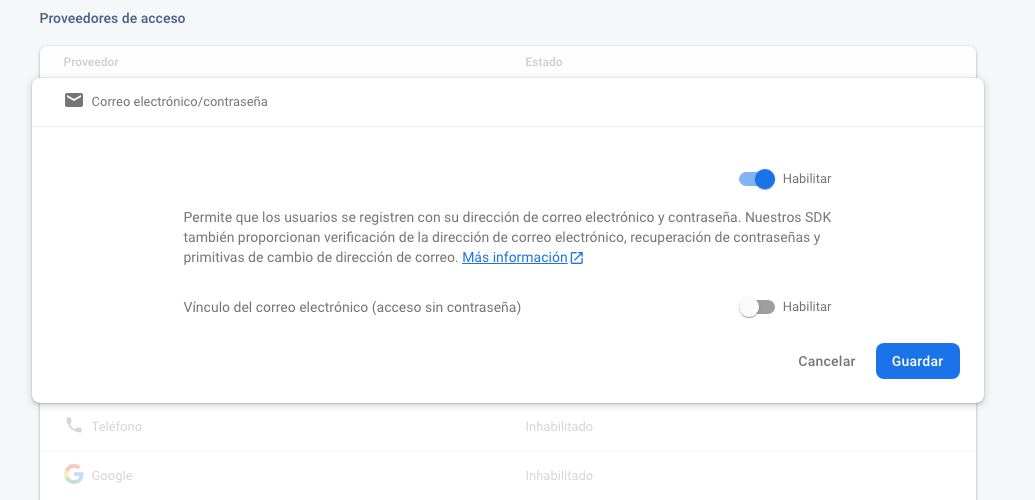 Proveedores de acceso
Proveedor Estado
Correo electrónico/contraseña
Habilitar
Permite que los usuarios se registren con su dirección de correo electrónico y contraseña. Nuestros SDK
también proporcionan verificación de la dirección de correo electrónico, recuperación de contraseñas y
primitivas de cambio de dirección de correo. Más información
Vínculo del correo electrónico (acceso sin contraseña) Habilitar
Cancelar Guardar
Teléfono Inhabilitado
Google Inhabilitado